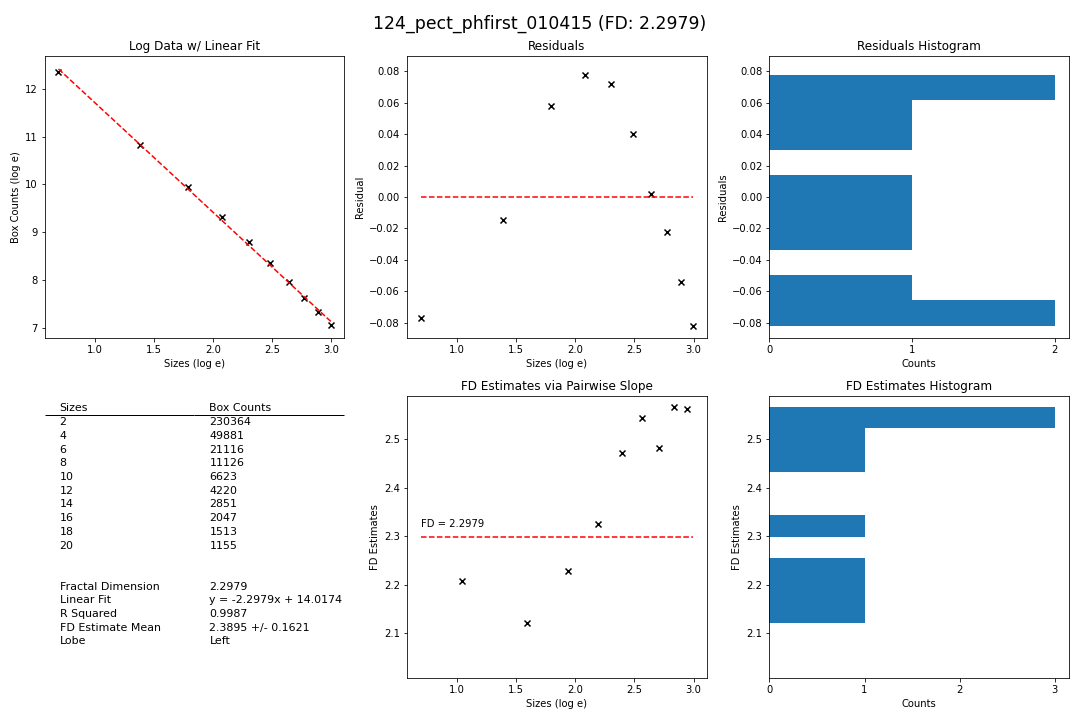 124_pect_phfirst_010415 (FD: 2.2979)
Log Data w/ Linear Fit
12
11
10
9
8
7
Box Counts (log e)
1.0 1.5 2.0 2.5 3.0
Sizes (log e)
Residuals
0.08
0.06
0.04
0.02
0.00
−0.02
−0.04
−0.06
−0.08
Residual
1.0 1.5 2.0 2.5 3.0
Sizes (log e)
Residuals Histogram
0.08
0.06
0.04
0.02
0.00
−0.02
−0.04
−0.06
−0.08
Residuals
0 1 2
Counts
Sizes Box Counts
2 230364
4 49881
6 21116
8 11126
10 6623
12 4220
14 2851
16 2047
18 1513
20 1155
Fractal Dimension 2.2979
Linear Fit y = -2.2979x + 14.0174
R Squared 0.9987
FD Estimate Mean 2.3895 +/- 0.1621
Lobe Left
FD Estimates via Pairwise Slope
2.5
2.4
2.3
2.2
2.1
FD Estimates
FD = 2.2979
1.0 1.5 2.0 2.5 3.0
Sizes (log e)
FD Estimates Histogram
2.5
2.4
2.3
2.2
2.1
FD Estimates
0 1 2 3
Counts